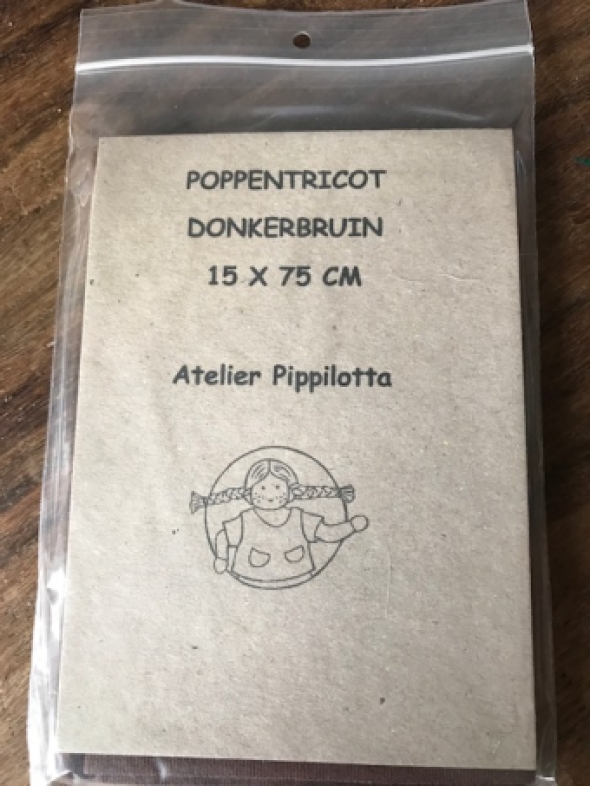 POPPENTRICOT
DONKERBRUIN
15 X 75 CM
Atelier Pippilotta